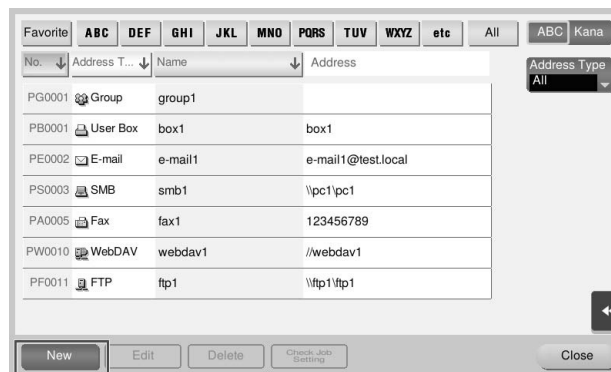 Favorite ABC DEF GHI JKL MNO PQRS TUV WXYZ etc All ABC Kana
No. Address T... Name Address
Address Type
All
PG0001 Group group1
PB0001 User Box box1 box1
PE0002 E-mail e-mail1 e-mail1@test.local
PS0003 SMB smb1 \\pc1\pc1
PA0005 Fax fax1 123456789
PW0010 WebDAV webdav1 //webdav1
PF0011 FTP ftp1 \\ftp1\ftp1
New Edit Delete Check Job Setting Close